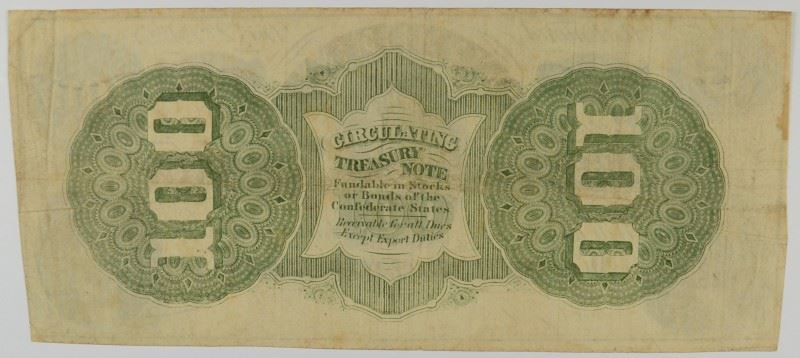 100
CIRCULATING
TREASURY
NOTE
Fundable in Stocks
or Bonds of the
Confederate States
Receivable for all Dues
Except Export Duties
100